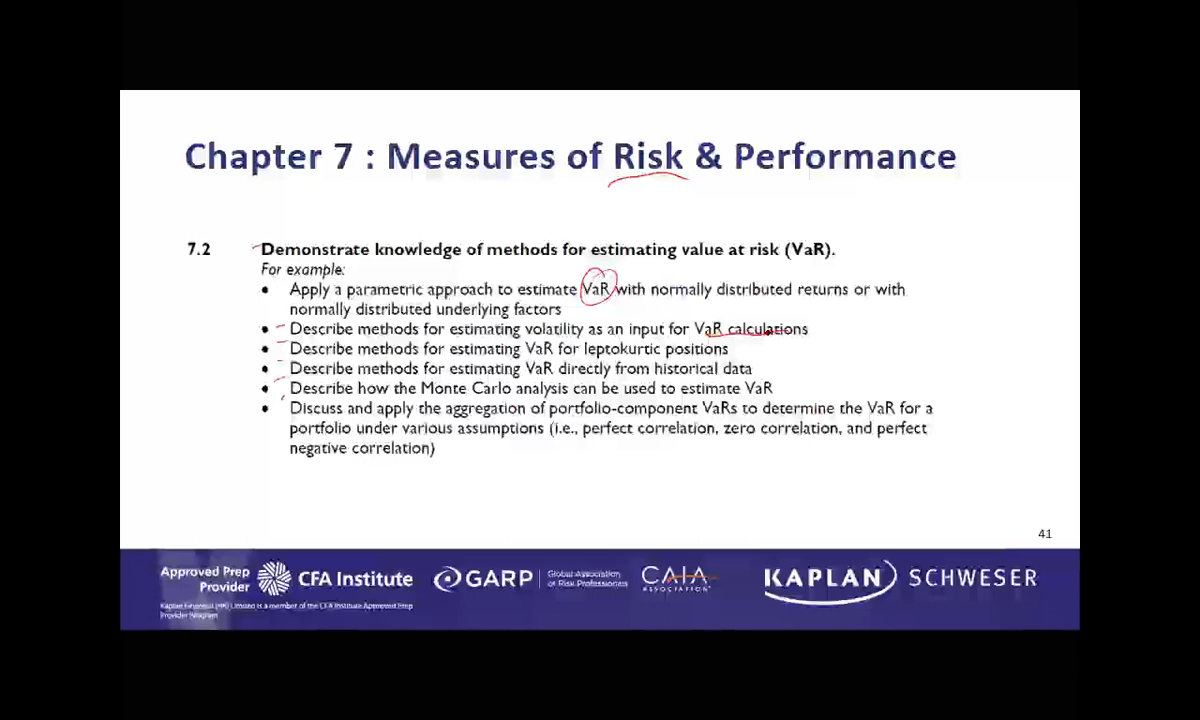 Chapter 7 : Measures of Risk & Performance
7.2 Demonstrate knowledge of methods for estimating value at risk (VaR).
For example:
• Apply a parametric approach to estimate VaR with normally distributed returns or with
normally distributed underlying factors
• Describe methods for estimating volatility as an input for VaR calculations
• Describe methods for estimating VaR for leptokurtic positions
• Describe methods for estimating VaR directly from historical data
• Describe how the Monte Carlo analysis can be used to estimate VaR
• Discuss and apply the aggregation of portfolio-component VaRs to determine the VaR for a
portfolio under various assumptions (i.e., perfect correlation, zero correlation, and perfect
negative correlation)
41
Approved Prep
Provider
CFA Institute
GARP
Global Association
of Risk Professionals
CAIA
ASSOCIATION
KAPLAN SCHWESER
Kaplan Financial (HK) Limited is a member of the CFA Institute Approved Prep
Provider Program